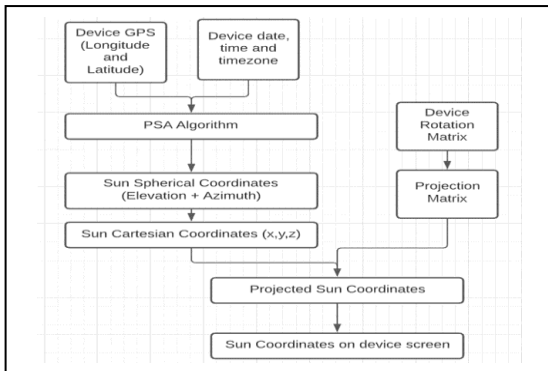 Device GPS
(Longitude
and
Latitude)
Device date,
time and
timezone
PSA Algorithm
Device
Rotation
Matrix
Sun Spherical Coordinates
(Elevation + Azimuth)
Projection
Matrix
Sun Cartesian Coordinates (x,y,z)
Projected Sun Coordinates
Sun Coordinates on device screen